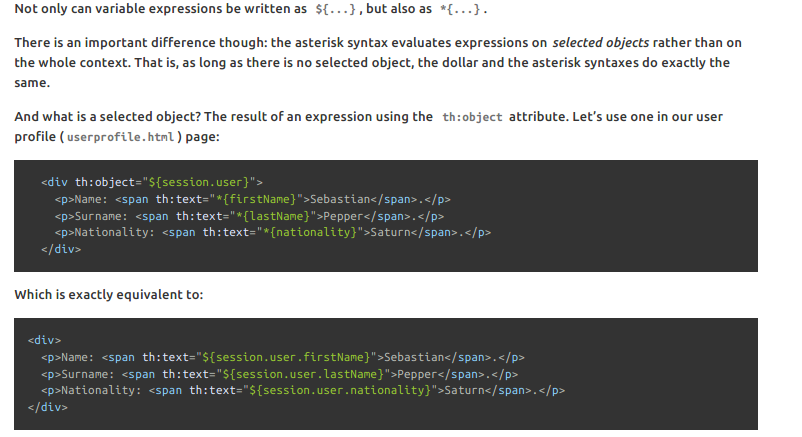 Not only can variable expressions be written as ${...}, but also as *{...}.
There is an important difference though: the asterisk syntax evaluates expressions on selected objects rather than on
the whole context. That is, as long as there is no selected object, the dollar and the asterisk syntaxes do exactly the
same.
And what is a selected object? The result of an expression using the th:object attribute. Let’s use one in our user
profile (userprofile.html) page:
<div th:object="${session.user}">
<p>Name: <span th:text="*{firstName}">Sebastian</span>.</p>
<p>Surname: <span th:text="*{lastName}">Pepper</span>.</p>
<p>Nationality: <span th:text="*{nationality}">Saturn</span>.</p>
</div>
Which is exactly equivalent to:
<div>
<p>Name: <span th:text="${session.user.firstName}">Sebastian</span>.</p>
<p>Surname: <span th:text="${session.user.lastName}">Pepper</span>.</p>
<p>Nationality: <span th:text="${session.user.nationality}">Saturn</span>.</p>
</div>